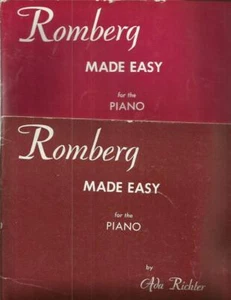 Romberg
MADE EASY
for the
PIANO
Romberg
MADE EASY
for the
PIANO
by
Ada Richter